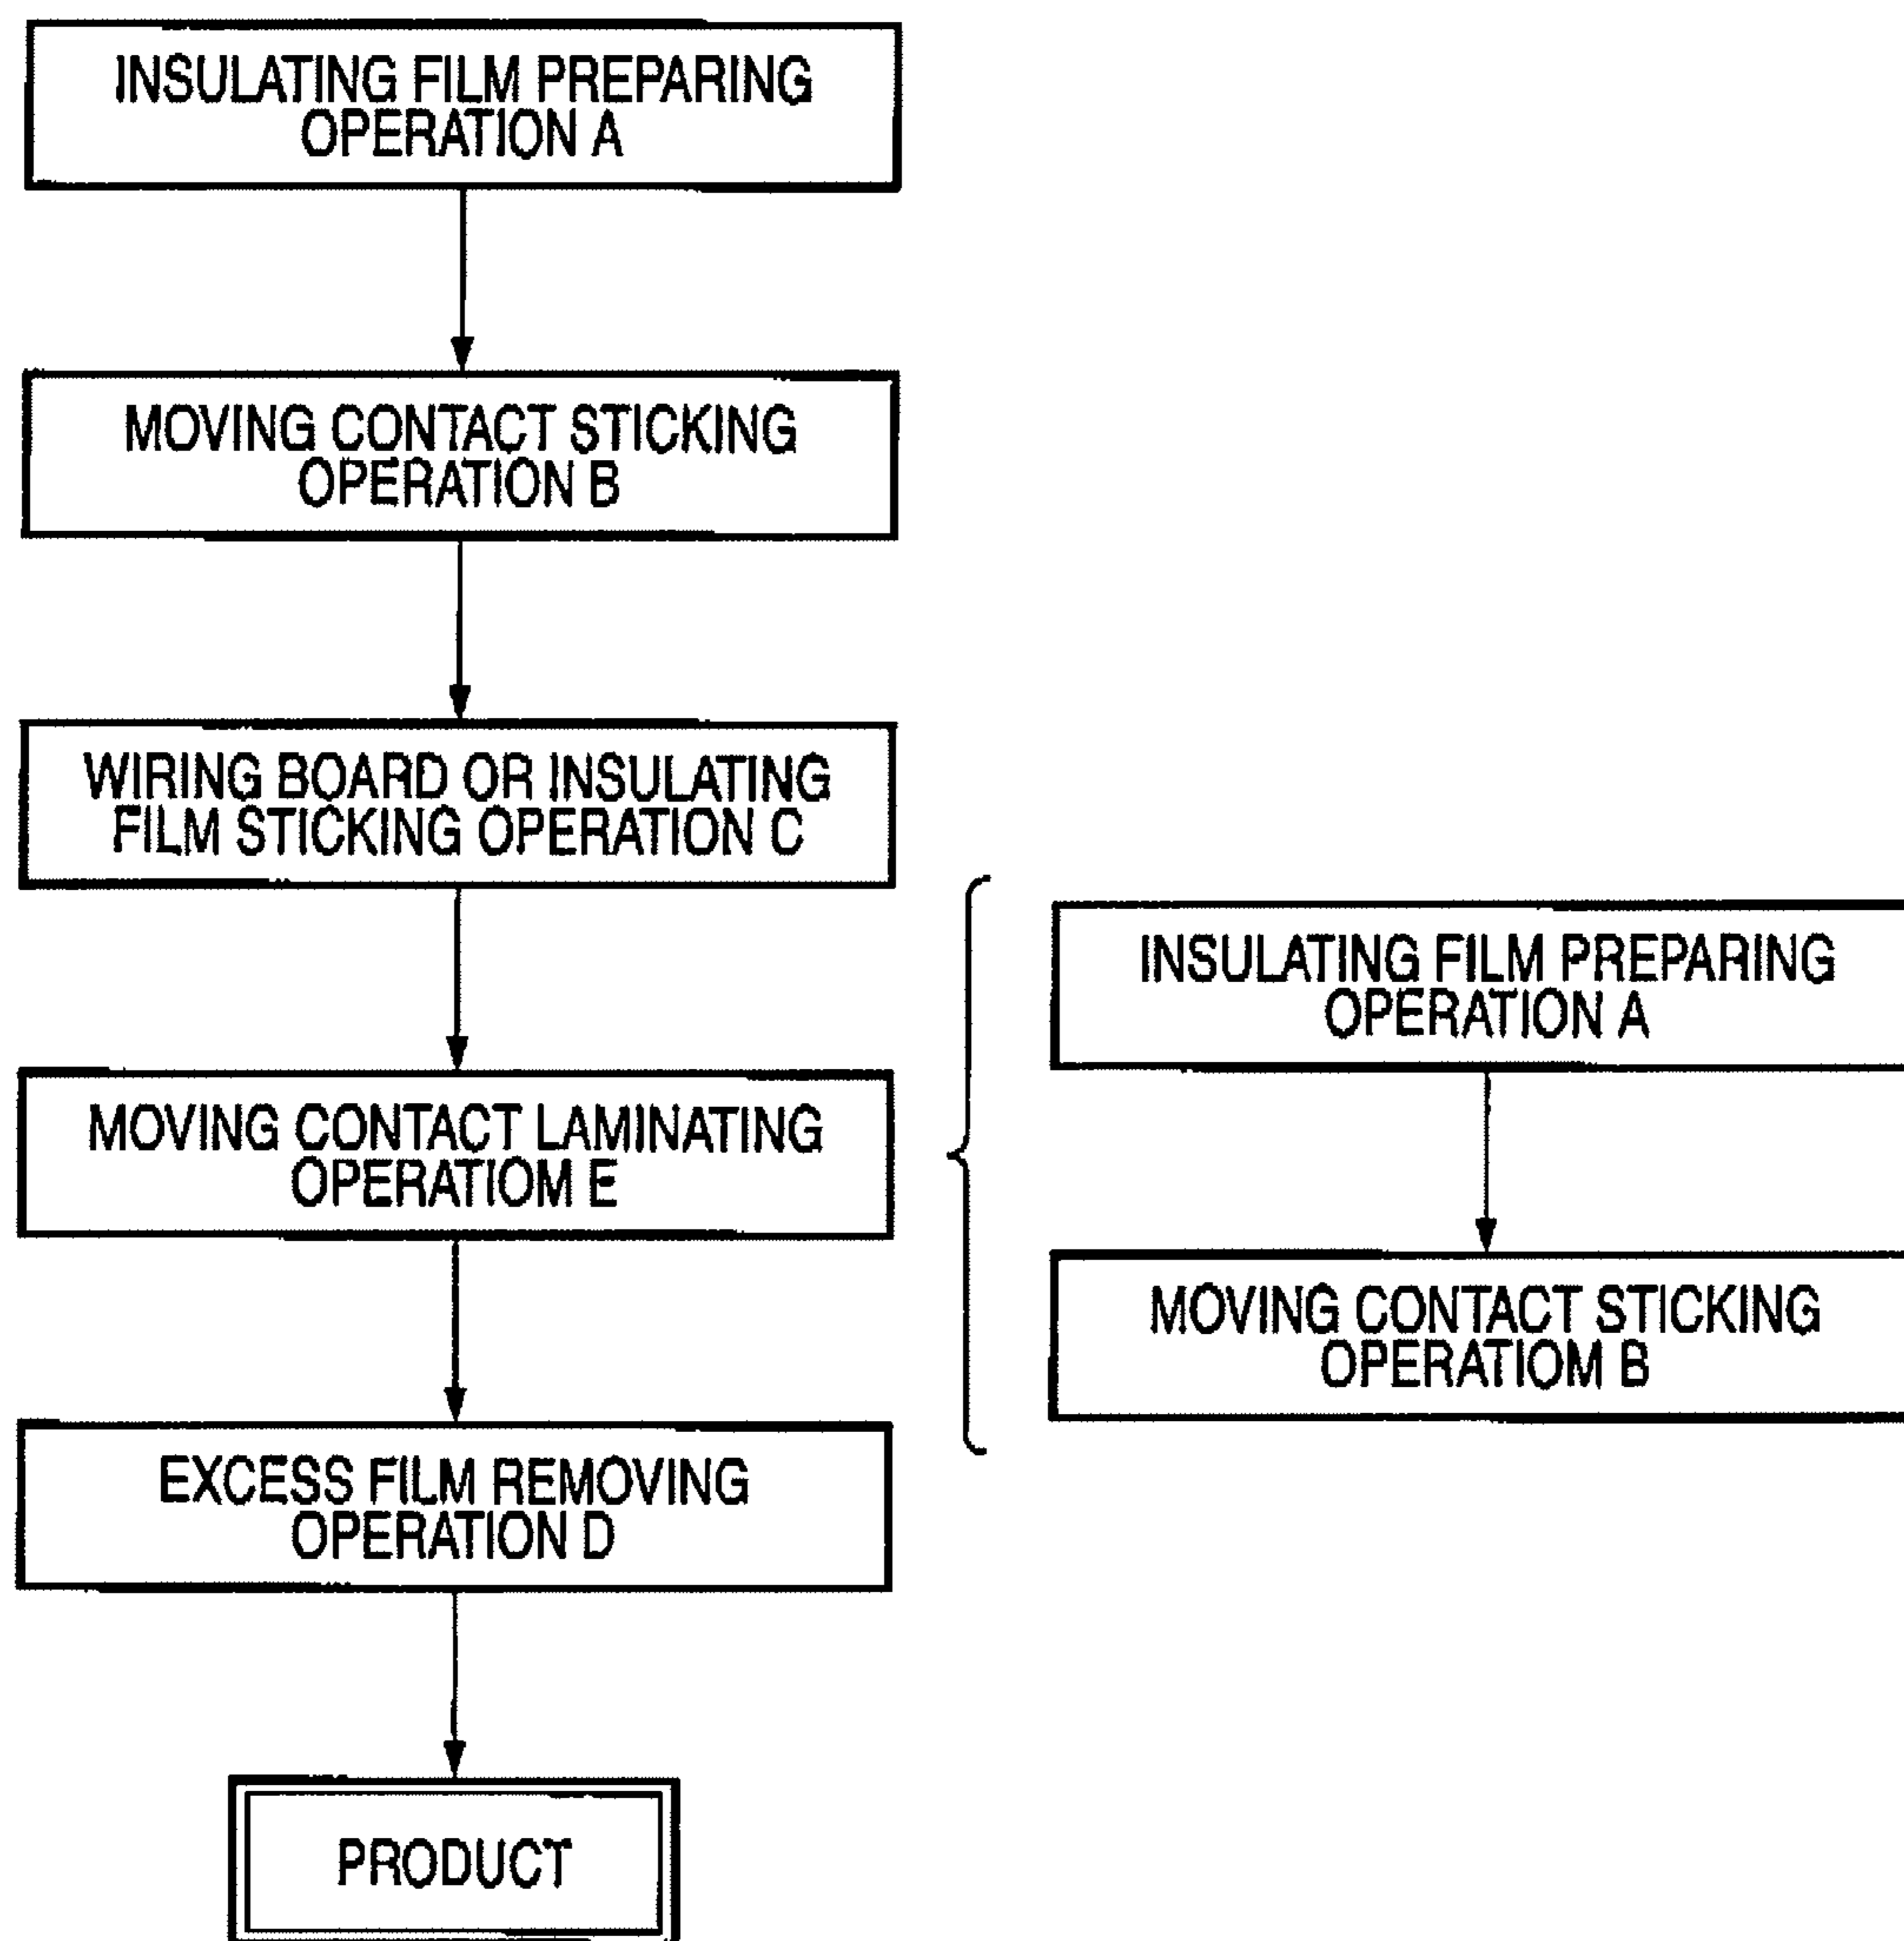 INSULATING FILM PREPARING
OPERATION A
MOVING CONTACT STICKING
OPERATION B
WIRING BOARD OR INSULATING
FILM STICKING OPERATION C
MOVING CONTACT LAMINATING
OPERATIOM E
EXCESS FILM REMOVING
OPERATION D
PRODUCT
INSULATING FILM PREPARING
OPERATION A
MOVING CONTACT STICKING
OPERATIOM B